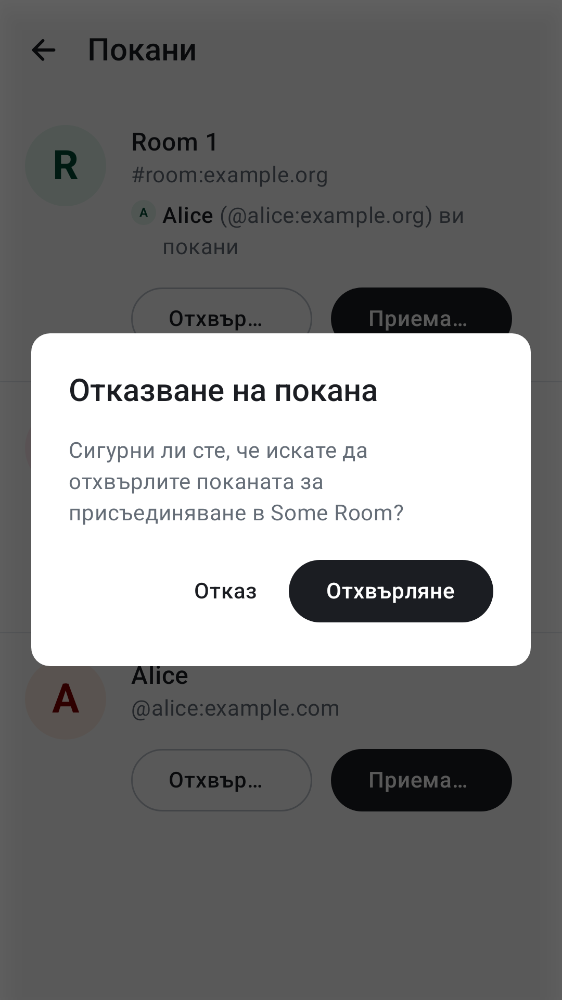 Покани
R
Room 1
#room:example.org
A Alice (@alice:example.org) ви
покани
Отхвър…
Приема…
Отказване на покана
Сигурни ли сте, че искате да
отхвърлите поканата за
присъединяване в Some Room?
Отказ
Отхвърляне
A
Alice
@alice:example.com
Отхвър…
Приема…